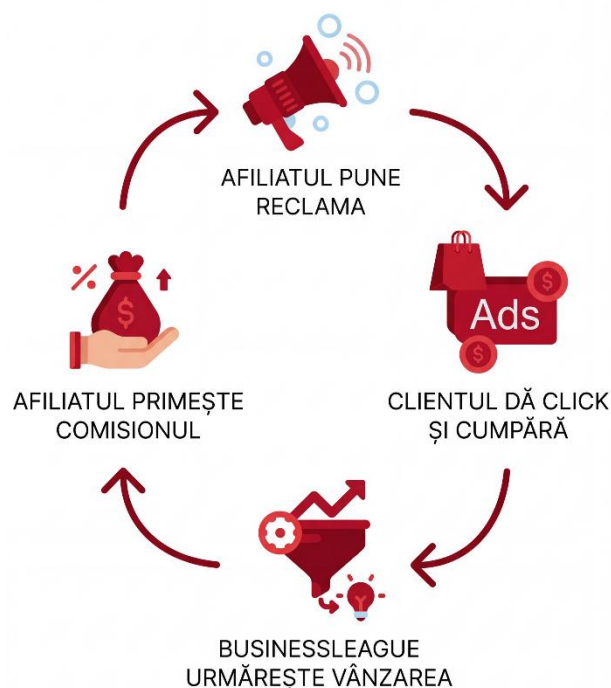 AFILIATUL PUNE
RECLAMA
Ads
CLIENTUL DĂ CLICK
ȘI CUMPĂRĂ
BUSINESSLEAGUE
URMĂREȘTE VÂNZAREA
%
$
AFILIATUL PRIMEȘTE
COMISIONUL